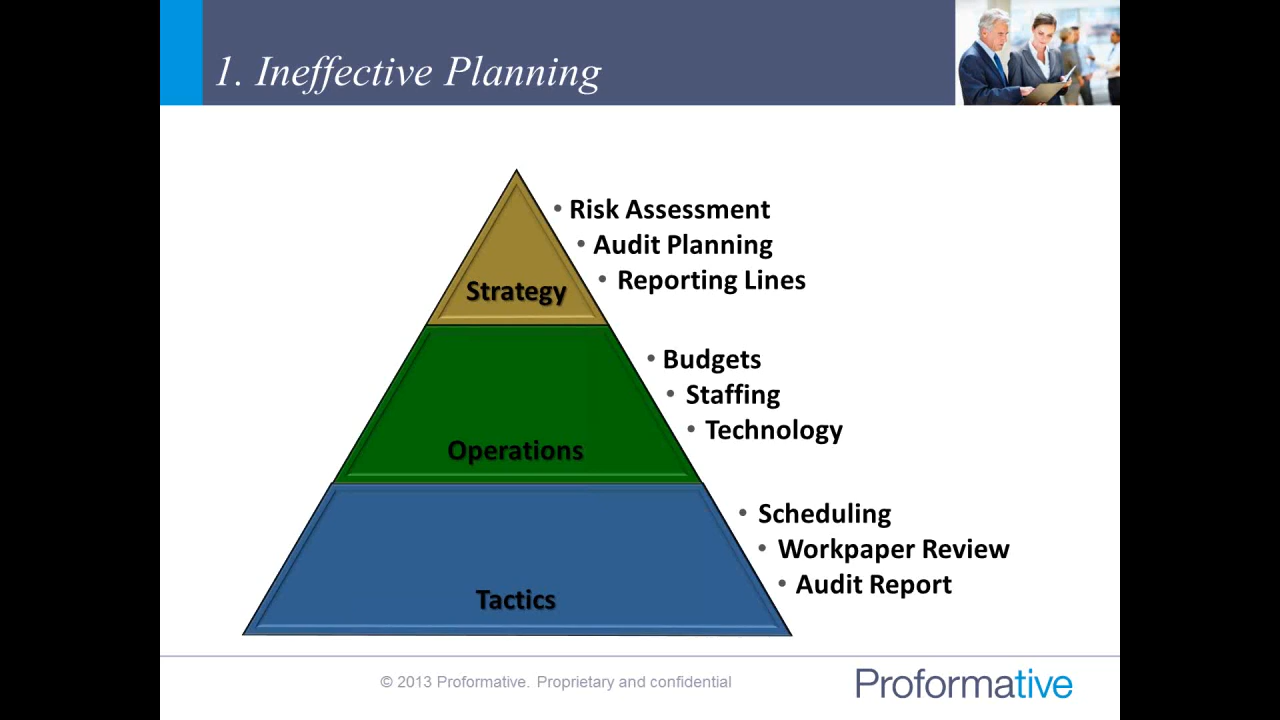 1. Ineffective Planning
• Risk Assessment
• Audit Planning
• Reporting Lines
Strategy
• Budgets
• Staffing
• Technology
Operations
• Scheduling
• Workpaper Review
• Audit Report
Tactics
© 2013 Proformative. Proprietary and confidential
Proformative